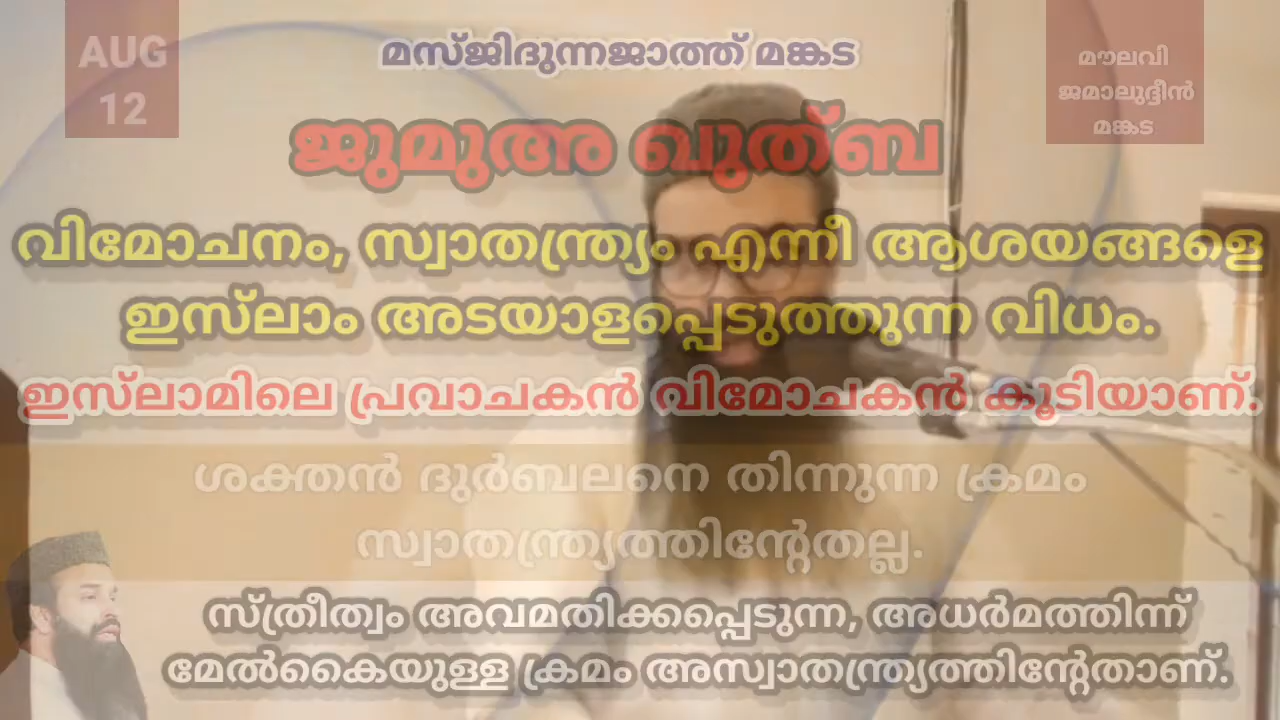 AUG
12
മസ്ജിദുന്നജാത്ത് മങ്കട
മൗലവി
ജമാലുദ്ദീൻ
മങ്കട
ജുമുഅ ഖുത്ബ
വിമോചനം, സ്വാതന്ത്ര്യം എന്നീ ആശയങ്ങളെ
ഇസ്‌ലാം അടയാളപ്പെടുത്തുന്ന വിധം.
ഇസ്‌ലാമിലെ പ്രവാചകൻ വിമോചകൻ കൂടിയാണ്.
ശക്തൻ ദുർബലനെ തിന്നുന്ന ക്രമം
സ്വാതന്ത്ര്യത്തിന്റേതല്ല.
സ്ത്രീത്വം അവമതിക്കപ്പെടുന്ന, അധർമത്തിന്ന്
മേൽകൈയുള്ള ക്രമം അസ്വാതന്ത്ര്യത്തിന്റേതാണ്.